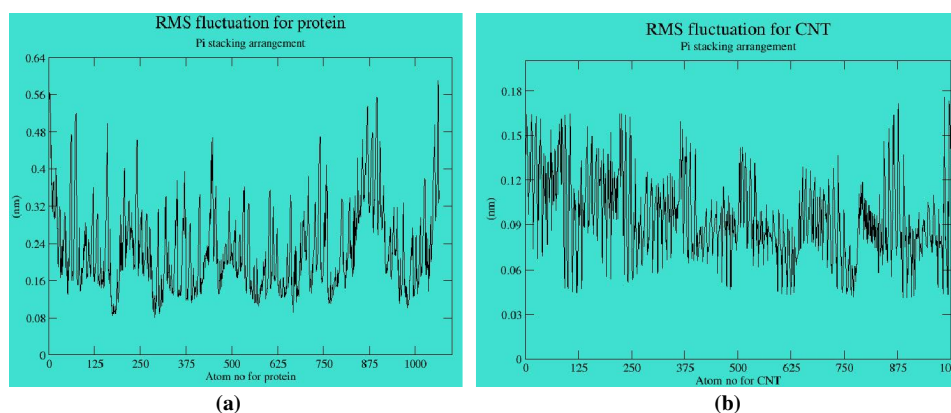 RMS fluctuation for protein
Pi stacking arrangement
0.64
0.56
0.48
0.4
0.32
0.24
0.16
0.08
0
(nm)
0 125 250 375 500 625 750 875 1000
Atom no for protein
(a)
RMS fluctuation for CNT
Pi stacking arrangement
0.18
0.15
0.12
0.09
0.06
0.03
0
(nm)
0 125 250 375 500 625 750 875
Atom no for CNT
(b)